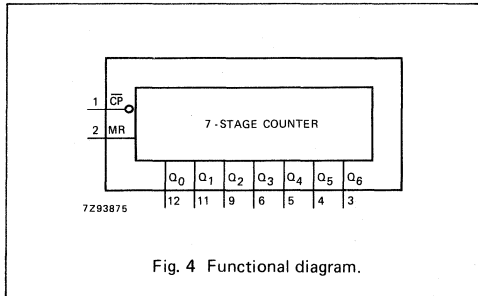 1 C̅P̅
7-STAGE COUNTER
2 MR
Q0 Q1 Q2 Q3 Q4 Q5 Q6
12 11 9 6 5 4 3
7Z93875
Fig. 4 Functional diagram.